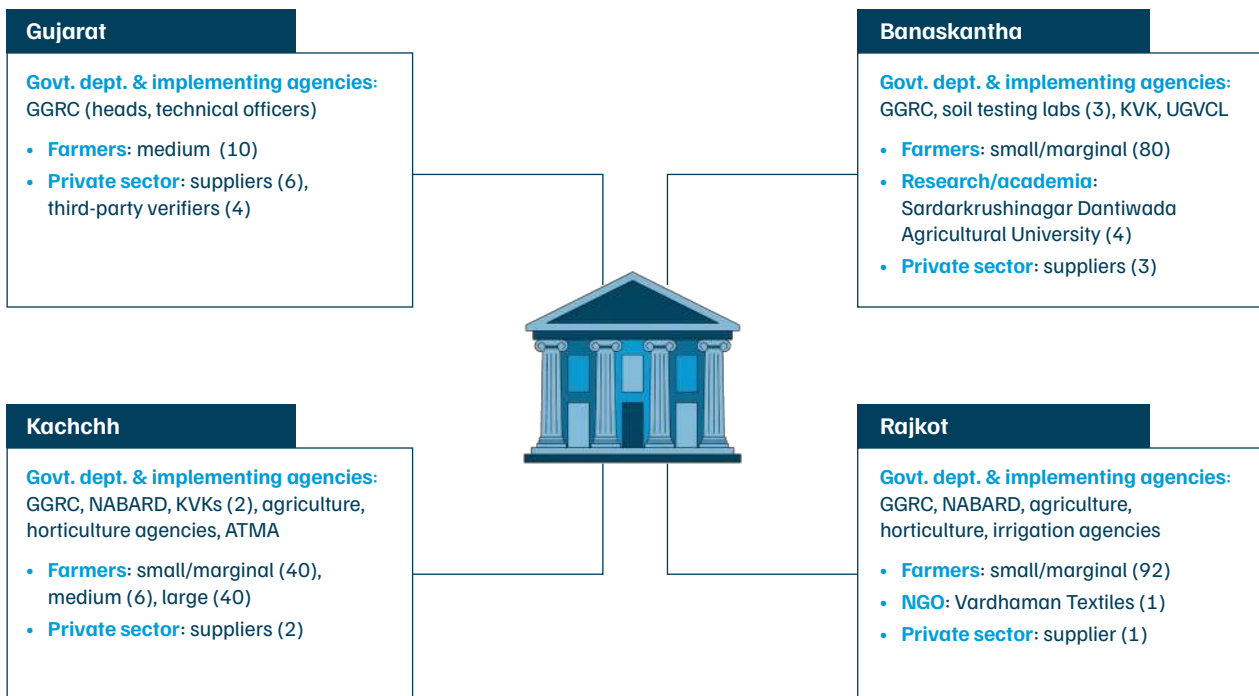 Gujarat
Govt. dept. & implementing agencies:
GGRC (heads, technical officers)
• Farmers: medium (10)
• Private sector: suppliers (6),
third-party verifiers (4)
Banaskantha
Govt. dept. & implementing agencies:
GGRC, soil testing labs (3), KVK, UGVCL
• Farmers: small/marginal (80)
• Research/academia:
Sardarkrushinagar Dantiwada
Agricultural University (4)
• Private sector: suppliers (3)
Kachchh
Govt. dept. & implementing agencies:
GGRC, NABARD, KVKs (2), agriculture,
horticulture agencies, ATMA
• Farmers: small/marginal (40),
medium (6), large (40)
• Private sector: suppliers (2)
Rajkot
Govt. dept. & implementing agencies:
GGRC, NABARD, agriculture,
horticulture, irrigation agencies
• Farmers: small/marginal (92)
• NGO: Vardhaman Textiles (1)
• Private sector: supplier (1)